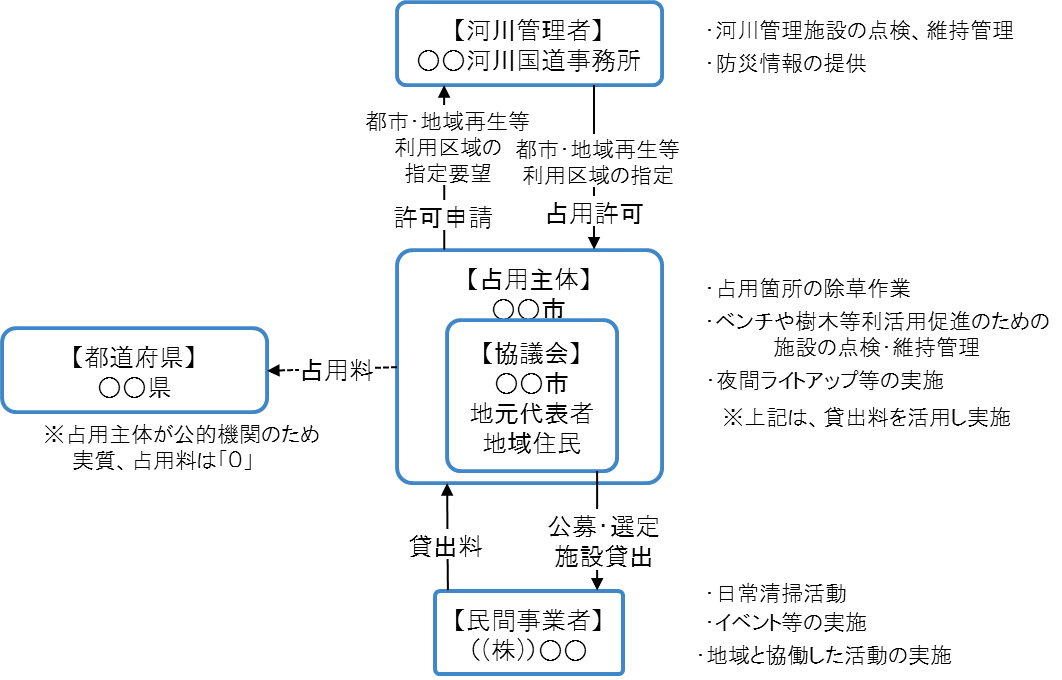 【河川管理者】
〇〇河川国道事務所
・河川管理施設の点検、維持管理
・防災情報の提供
都市・地域再生等
利用区域の
指定要望
許可申請
都市・地域再生等
利用区域の指定
占用許可
【占用主体】
〇〇市
【協議会】
〇〇市
地元代表者
地域住民
・占用箇所の除草作業
・ベンチや樹木等利活用促進のための
施設の点検・維持管理
・夜間ライトアップ等の実施
※上記は、貸出料を活用し実施
占用料
【都道府県】
〇〇県
※占用主体が公的機関のため
実質、占用料は「0」
貸出料
公募・選定
施設貸出
【民間事業者】
((株))〇〇
・日常清掃活動
・イベント等の実施
・地域と協働した活動の実施